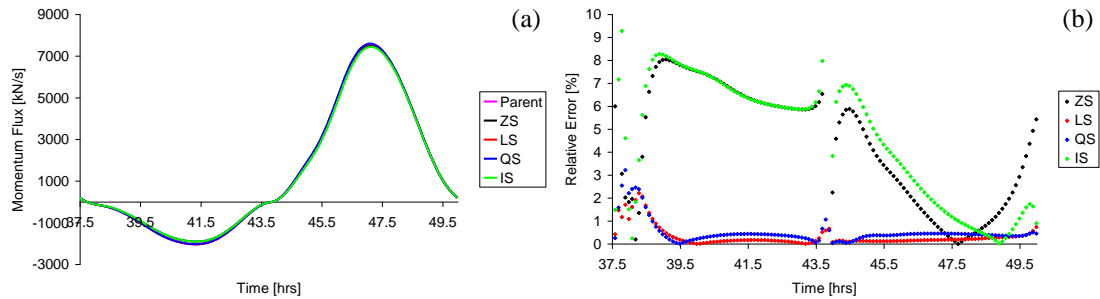 (a)
Momentum Flux [kN/s]
9000
7000
5000
3000
1000
-1000
-3000
37.5 39.5 41.5 43.5 45.5 47.5 49.5
Time [hrs]
Parent
ZS
LS
QS
IS
(b)
Relative Error [%]
10
9
8
7
6
5
4
3
2
1
0
37.5 39.5 41.5 43.5 45.5 47.5 49.5
Time [hrs]
ZS
LS
QS
IS